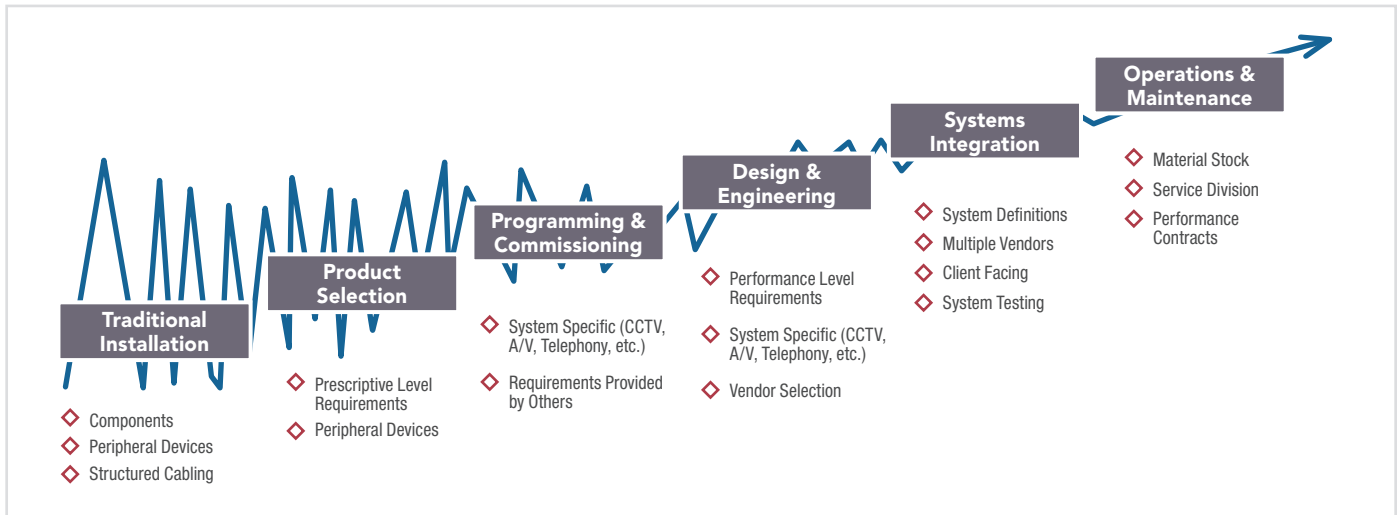 Traditional
Installation
Components
Peripheral Devices
Structured Cabling
Product
Selection
Prescriptive Level
Requirements
Peripheral Devices
Programming &
Commissioning
System Specific (CCTV,
A/V, Telephony, etc.)
Requirements Provided
by Others
Design &
Engineering
Performance Level
Requirements
System Specific (CCTV,
A/V, Telephony, etc.)
Vendor Selection
Systems
Integration
System Definitions
Multiple Vendors
Client Facing
System Testing
Operations &
Maintenance
Material Stock
Service Division
Performance
Contracts